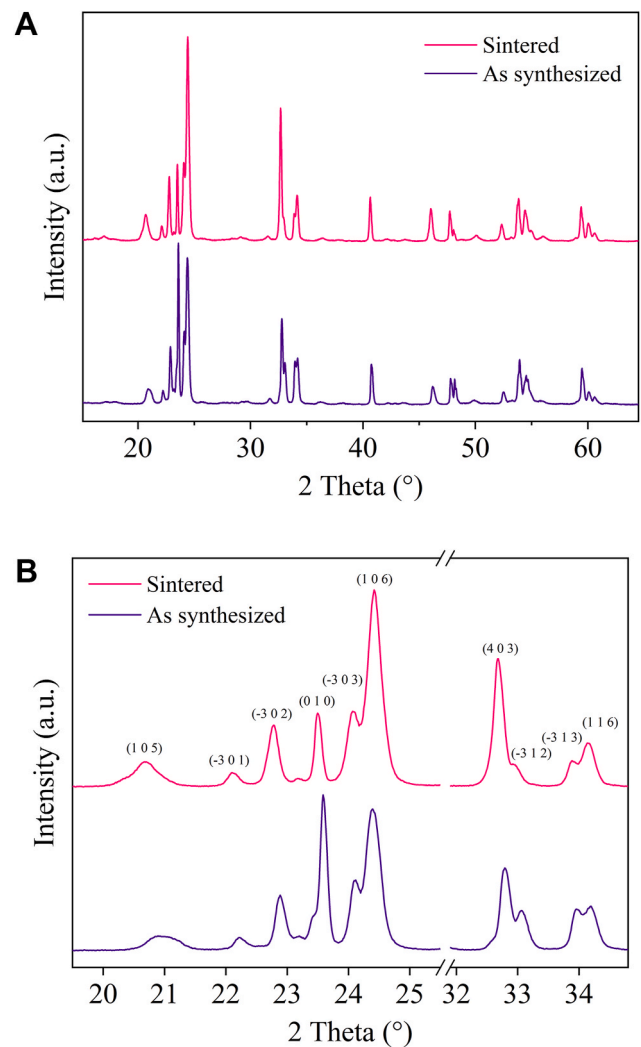 A
Sintered
As synthesized
Intensity (a.u.)
20 30 40 50 60
2 Theta (°)
B
Sintered
As synthesized
(1 0 6)
(4 0 3)
(-3 0 3)
(-3 0 2)
(0 1 0)
(-3 1 3)
(1 1 6)
(1 0 5)
(-3 0 1)
(-3 1 2)
Intensity (a.u.)
20 21 22 23 24 25 32 33 34
2 Theta (°)